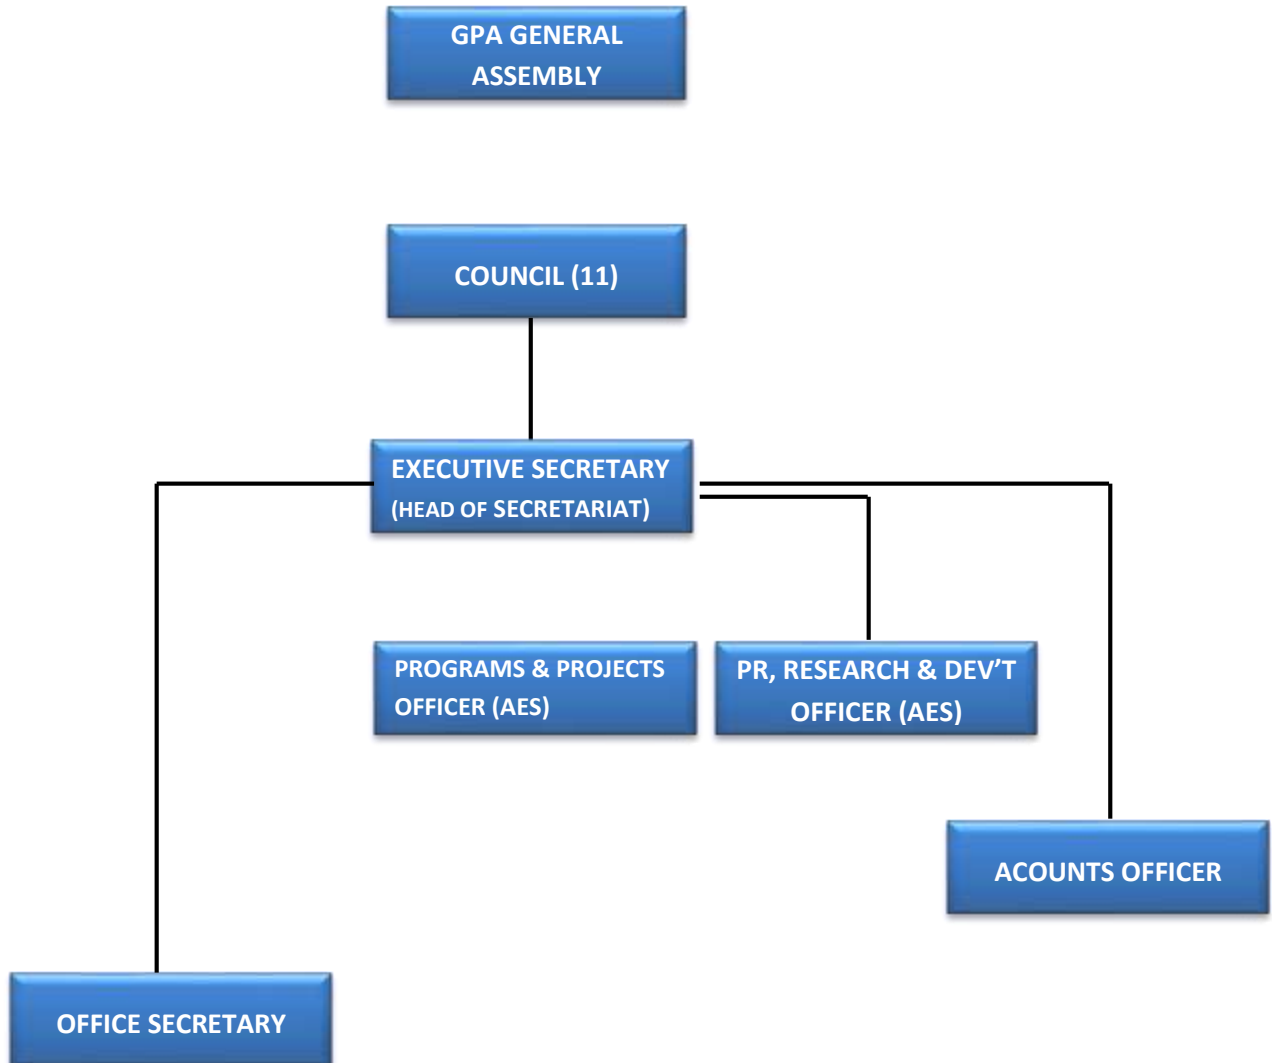 GPA GENERAL
ASSEMBLY
COUNCIL (11)
EXECUTIVE SECRETARY
(HEAD OF SECRETARIAT)
PROGRAMS & PROJECTS
OFFICER (AES)
PR, RESEARCH & DEV’T
OFFICER (AES)
ACOUNTS OFFICER
OFFICE SECRETARY